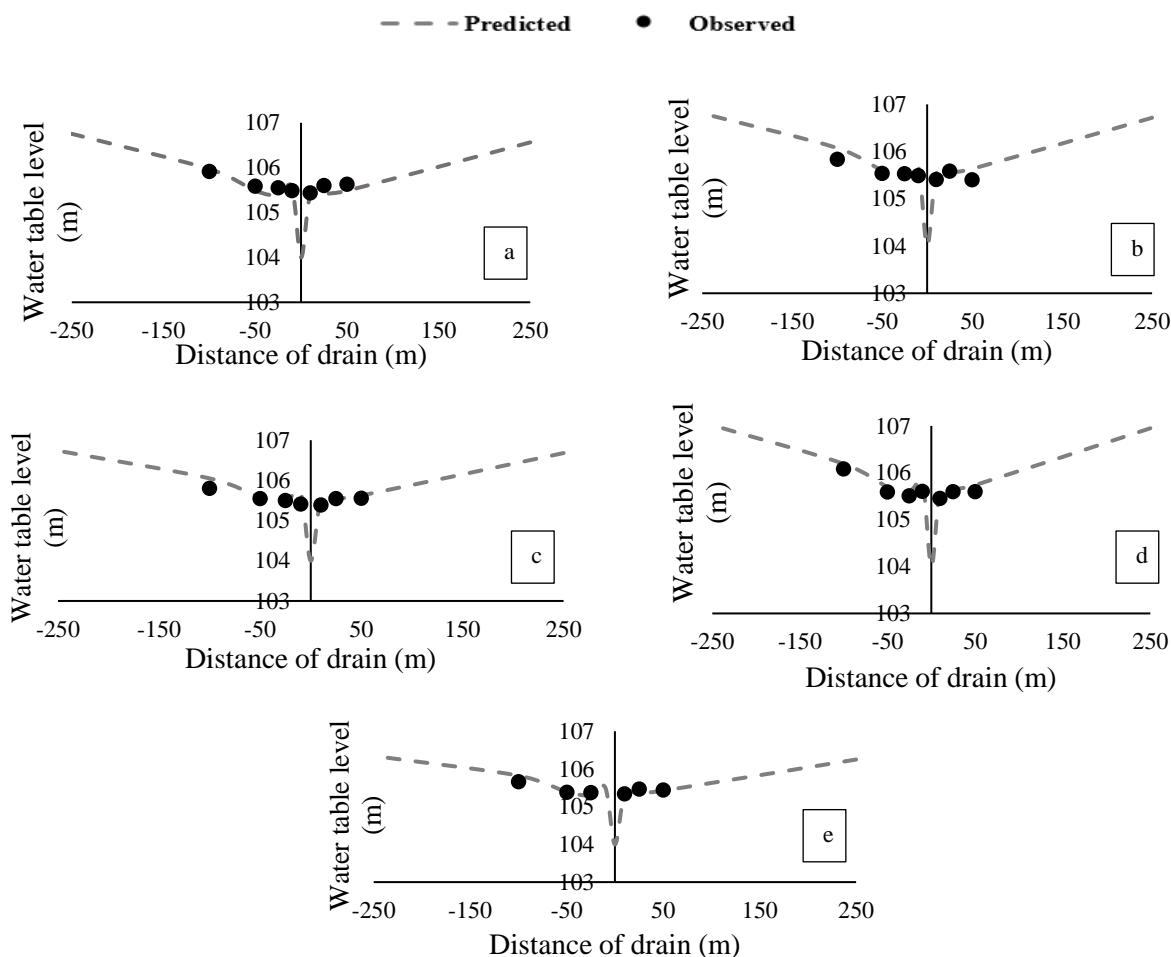 Predicted Observed
Water table level
(m)
107
106
105
104
103
-250 -150 -50 50 150 250
Distance of drain (m)
a
Water table level
(m)
107
106
105
104
103
-250 -150 -50 50 150 250
Distance of drain (m)
b
Water table level
(m)
107
106
105
104
103
-250 -150 -50 50 150 250
Distance of drain (m)
c
Water table level
(m)
107
106
105
104
103
-250 -150 -50 50 150 250
Distance of drain (m)
d
Water table level
(m)
107
106
105
104
103
-250 -150 -50 50 150 250
Distance of drain (m)
e